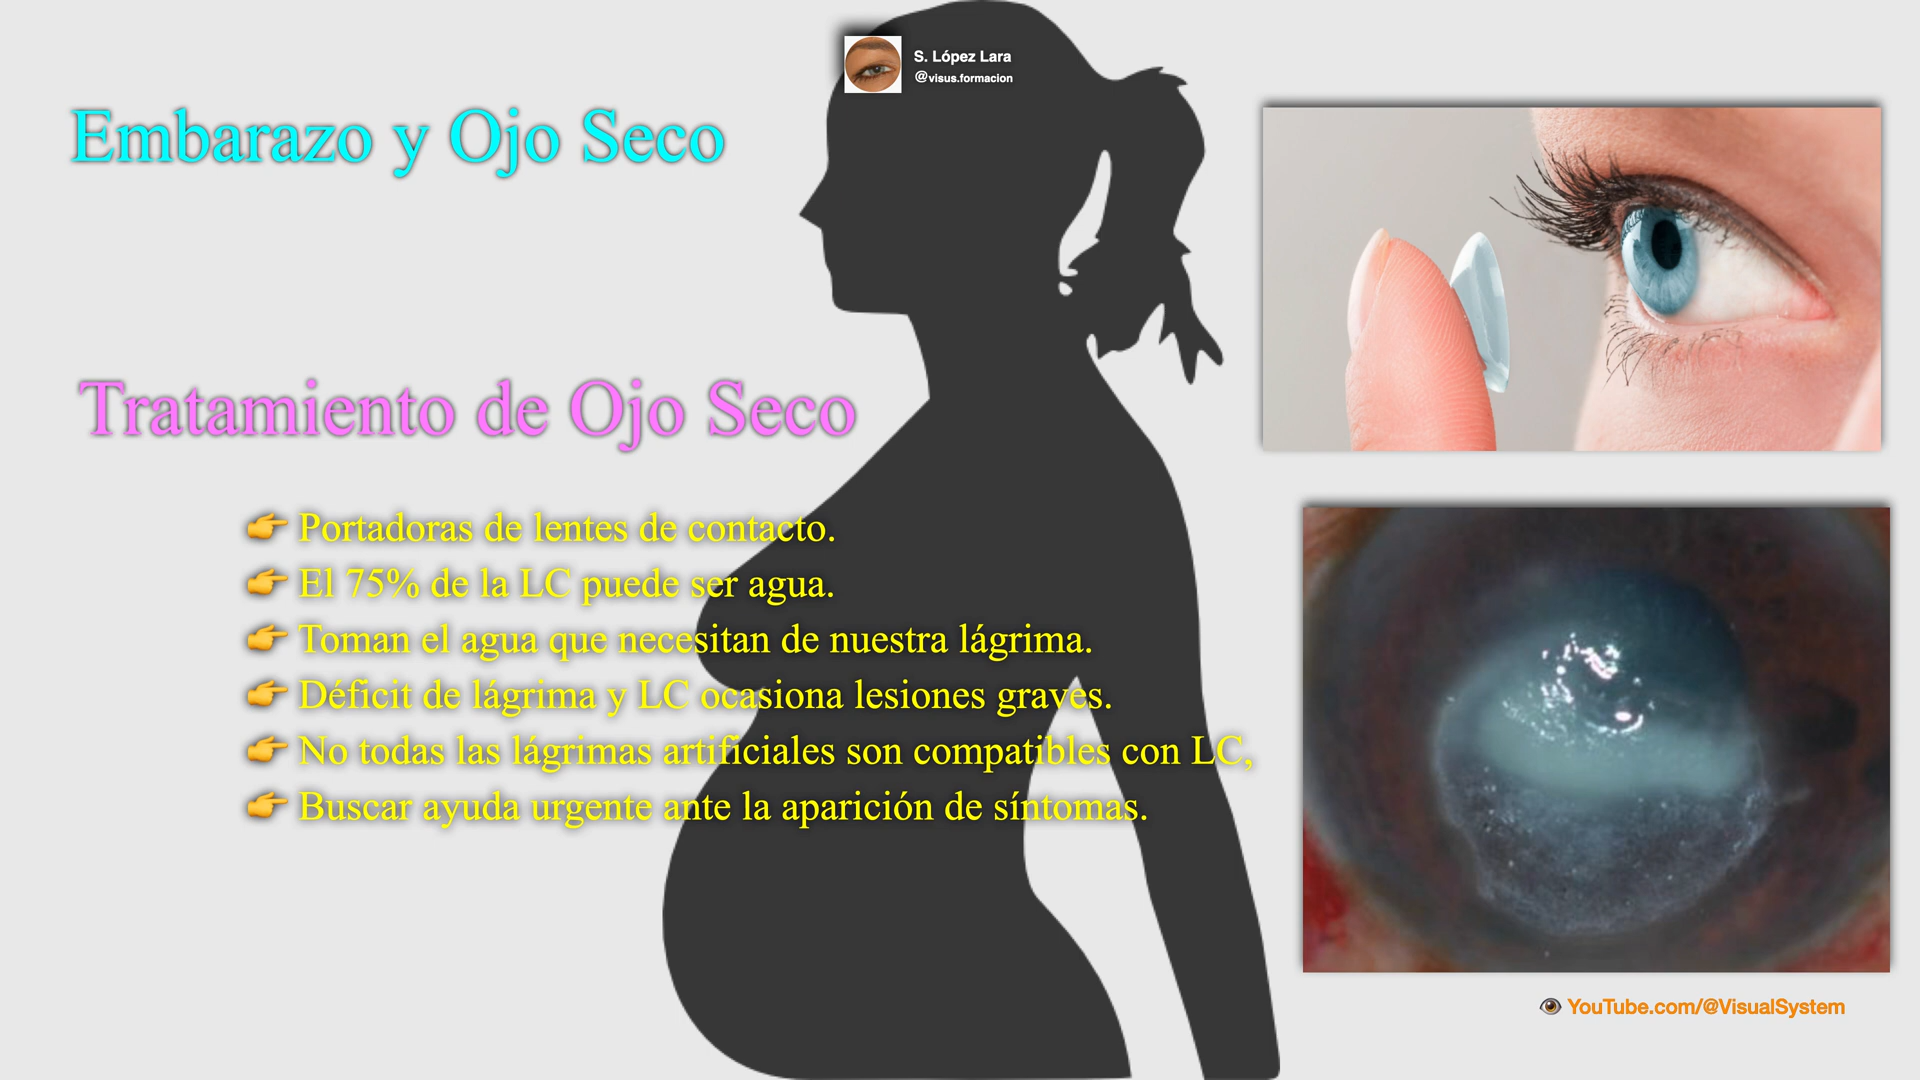 S. López Lara
@visus.formacion
Embarazo y Ojo Seco
Tratamiento de Ojo Seco
👉 Portadoras de lentes de contacto.
👉 El 75% de la LC puede ser agua.
👉 Toman el agua que necesitan de nuestra lágrima.
👉 Déficit de lágrima y LC ocasiona lesiones graves.
👉 No todas las lágrimas artificiales son compatibles con LC,
👉 Buscar ayuda urgente ante la aparición de síntomas.
👁 YouTube.com/@VisualSystem